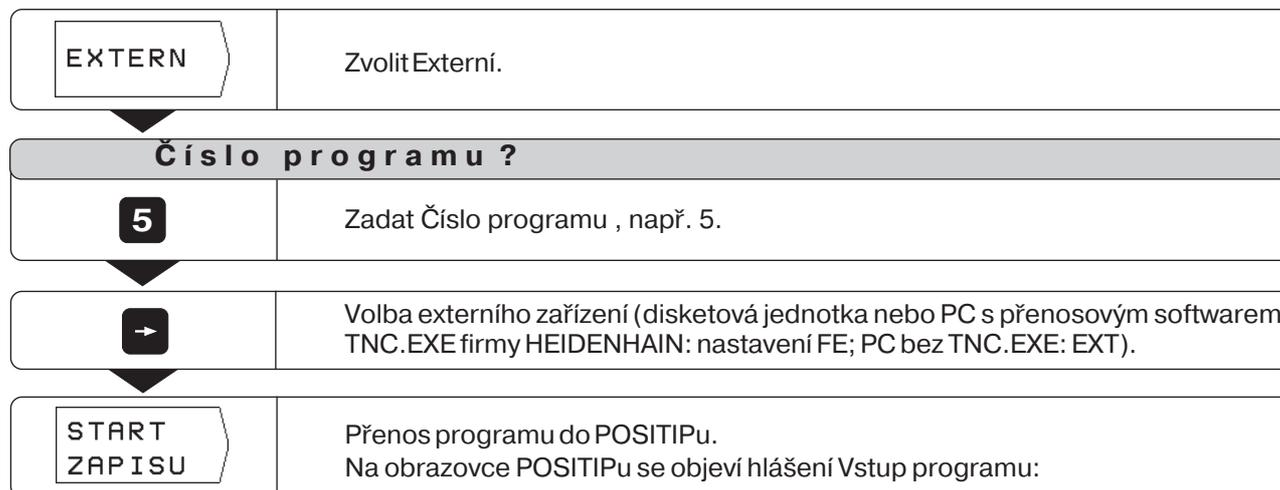 EXTERN
Zvolit Externí.
Číslo programu ?
5
Zadat Číslo programu , např. 5.
Volba externího zařízení (disketová jednotka nebo PC s přenosovým softwarem
TNC.EXE firmy HEIDENHAIN: nastavení FE; PC bez TNC.EXE: EXT).
START
ZAPISU
Přenos programu do POSITIPu.
Na obrazovce POSITIPu se objeví hlášení Vstup programu: